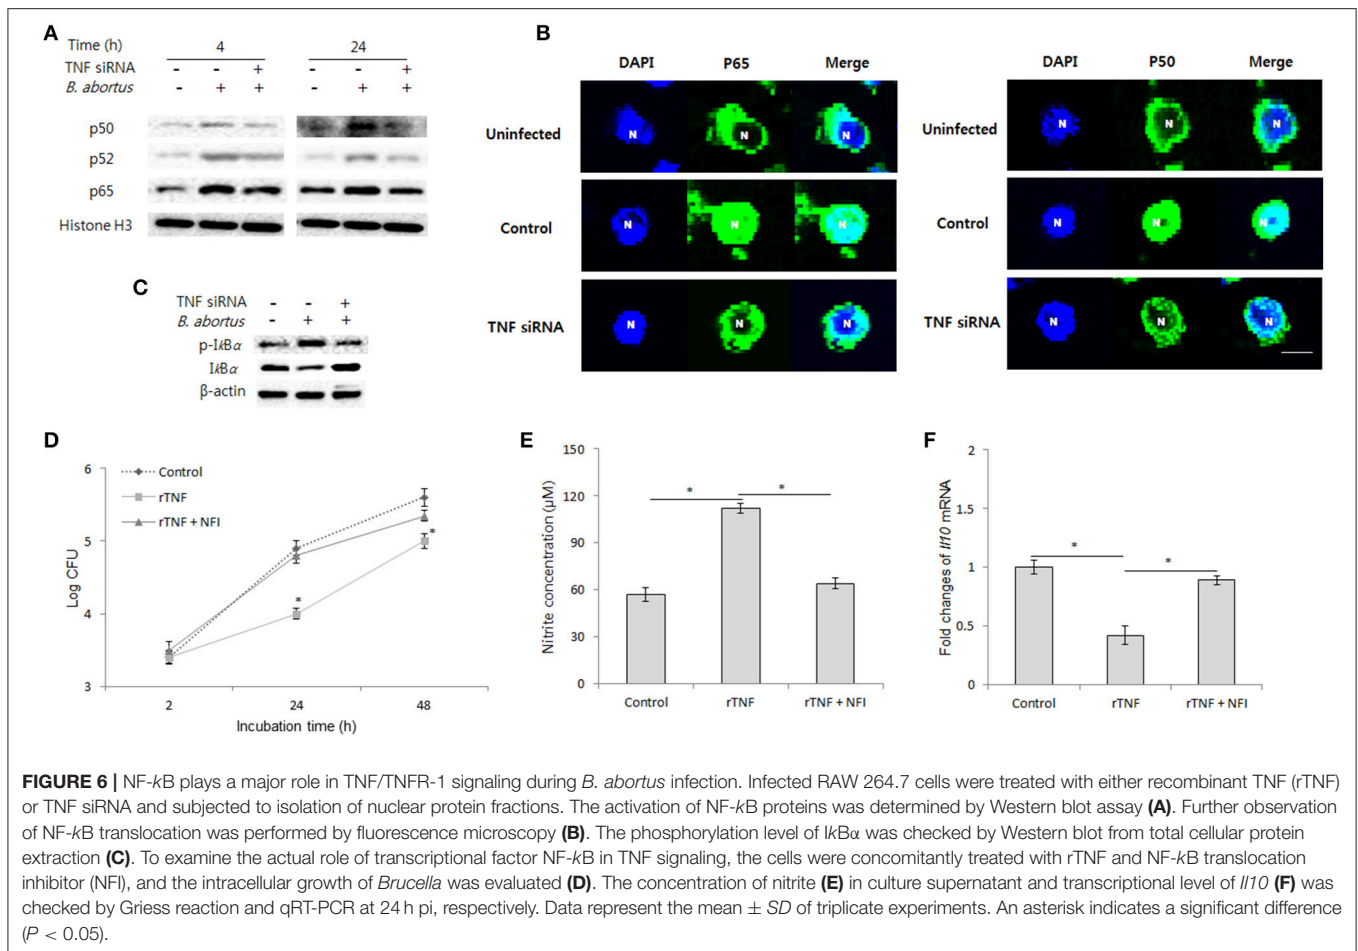 A
Time (h) 4 24
TNF siRNA - - + - - +
B. abortus - + + - + +
p50
p52
p65
Histone H3
B
DAPI P65 Merge
Uninfected N N N
Control N N N
TNF siRNA N N N
DAPI P50 Merge
Uninfected N N N
Control N N N
TNF siRNA N N N
C
TNF siRNA - - +
B. abortus - + +
p-IkBα
IkBα
β-actin
D
Control
rTNF
rTNF + NFI
Log CFU
6
5
4
3
*
*
2 24 48
Incubation time (h)
E
Nitrite concentration (μM)
150
120
90
60
30
0
* *
Control rTNF rTNF + NFI
F
Fold changes of Il10 mRNA
2
1.5
1
0.5
0
* *
Control rTNF rTNF + NFI
FIGURE 6 | NF-kB plays a major role in TNF/TNFR-1 signaling during B. abortus infection. Infected RAW 264.7 cells were treated with either recombinant TNF (rTNF)
or TNF siRNA and subjected to isolation of nuclear protein fractions. The activation of NF-kB proteins was determined by Western blot assay (A). Further observation
of NF-kB translocation was performed by fluorescence microscopy (B). The phosphorylation level of IkBα was checked by Western blot from total cellular protein
extraction (C). To examine the actual role of transcriptional factor NF-kB in TNF signaling, the cells were concomitantly treated with rTNF and NF-kB translocation
inhibitor (NFI), and the intracellular growth of Brucella was evaluated (D). The concentration of nitrite (E) in culture supernatant and transcriptional level of Il10 (F) was
checked by Griess reaction and qRT-PCR at 24 h pi, respectively. Data represent the mean ± SD of triplicate experiments. An asterisk indicates a significant difference
(P < 0.05).